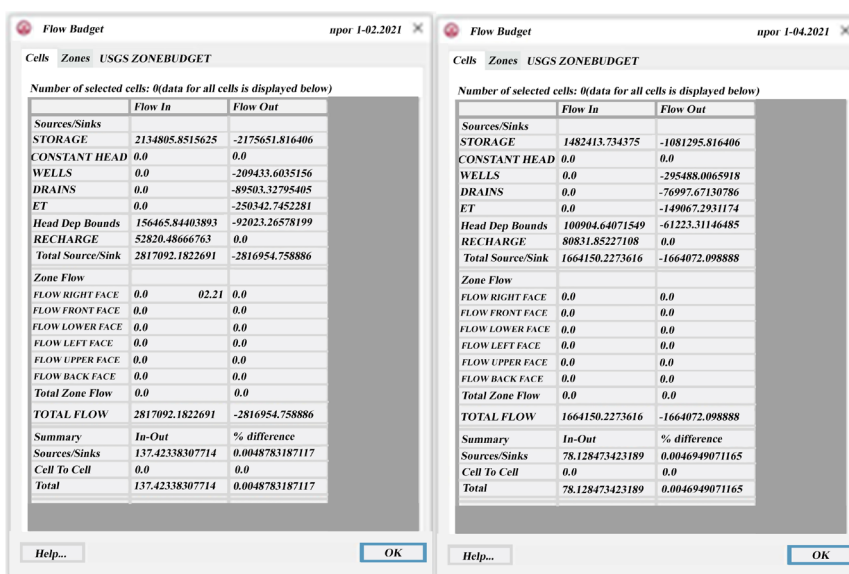 Flow Budget прог 1-02.2021
Cells Zones USGS ZONEBUDGET
Number of selected cells: 0(data for all cells is displayed below)
Flow In Flow Out
Sources/Sinks
STORAGE 2134805.8515625 -2175651.816406
CONSTANT HEAD 0.0 0.0
WELLS 0.0 -209433.6035156
DRAINS 0.0 -89503.32795405
ET 0.0 -250342.7452281
Head Dep Bounds 156465.84403893 -92023.26578199
RECHARGE 52820.48666763 0.0
Total Source/Sink 2817092.1822691 -2816954.758886
Zone Flow
FLOW RIGHT FACE 0.0 02.21 0.0
FLOW FRONT FACE 0.0 0.0
FLOW LOWER FACE 0.0 0.0
FLOW LEFT FACE 0.0 0.0
FLOW UPPER FACE 0.0 0.0
FLOW BACK FACE 0.0 0.0
Total Zone Flow 0.0 0.0
TOTAL FLOW 2817092.1822691 -2816954.758886
Summary In-Out % difference
Sources/Sinks 137.42338307714 0.0048783187117
Cell To Cell 0.0 0.0
Total 137.42338307714 0.0048783187117
Help... OK
Flow Budget прог 1-04.2021
Cells Zones USGS ZONEBUDGET
Number of selected cells: 0(data for all cells is displayed below)
Flow In Flow Out
Sources/Sinks
STORAGE 1482413.734375 -1081295.816406
CONSTANT HEAD 0.0 0.0
WELLS 0.0 -295488.0065918
DRAINS 0.0 -76997.67130786
ET 0.0 -149067.2931174
Head Dep Bounds 100904.64071549 -61223.31146485
RECHARGE 80831.85227108 0.0
Total Source/Sink 1664150.2273616 -1664072.098888
Zone Flow
FLOW RIGHT FACE 0.0 0.0
FLOW FRONT FACE 0.0 0.0
FLOW LOWER FACE 0.0 0.0
FLOW LEFT FACE 0.0 0.0
FLOW UPPER FACE 0.0 0.0
FLOW BACK FACE 0.0 0.0
Total Zone Flow 0.0 0.0
TOTAL FLOW 1664150.2273616 -1664072.098888
Summary In-Out % difference
Sources/Sinks 78.128473423189 0.0046949071165
Cell To Cell 0.0 0.0
Total 78.128473423189 0.0046949071165
Help... OK